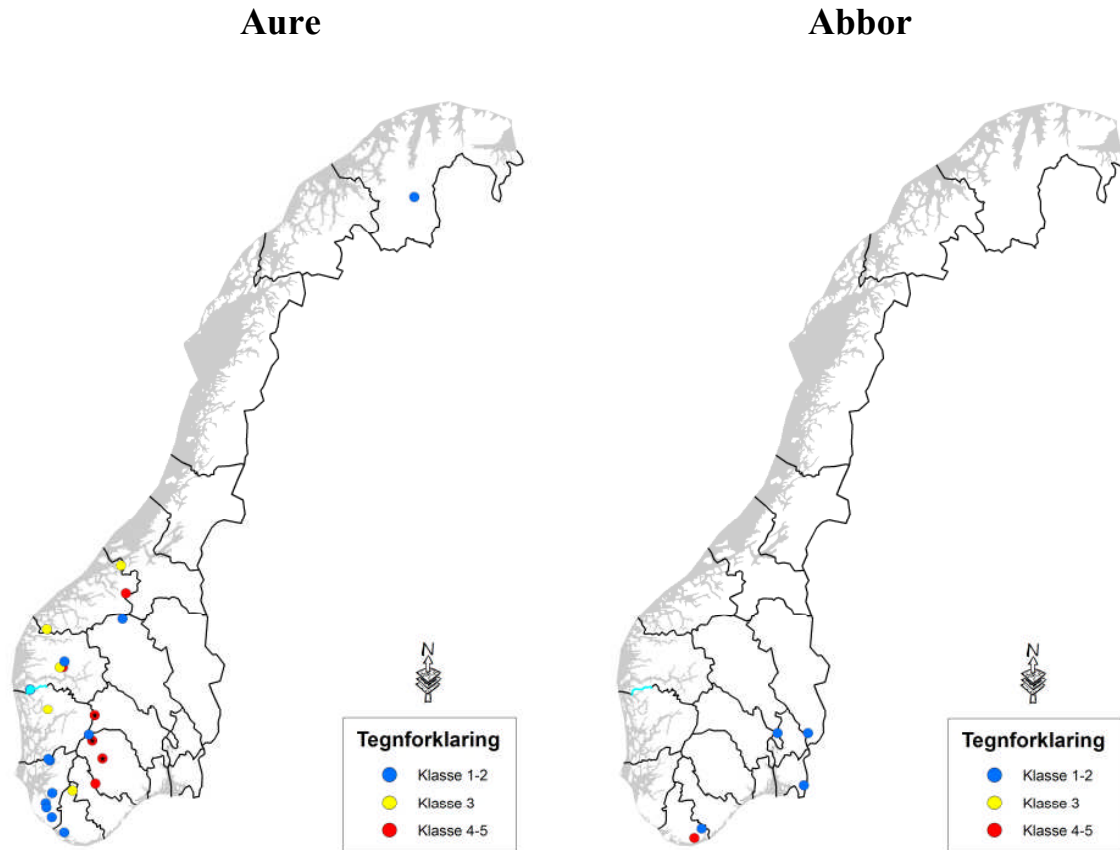 Aure
Abbor
N
Tegnforklaring
Klasse 1-2
Klasse 3
Klasse 4-5
N
Tegnforklaring
Klasse 1-2
Klasse 3
Klasse 4-5